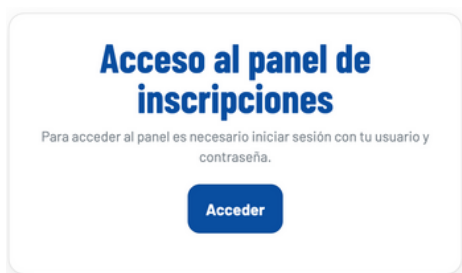 Acceso al panel de
inscripciones
Para acceder al panel es necesario iniciar sesión con tu usuario y
contraseña.
Acceder